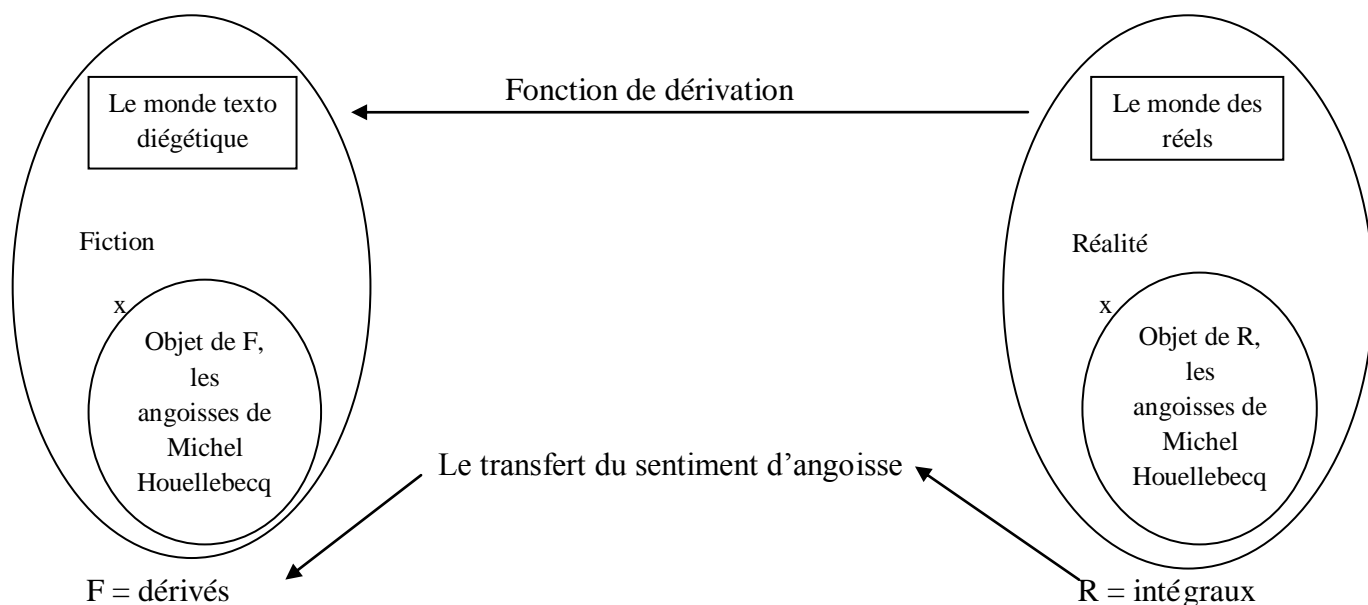 Le monde texto
diégétique
Fonction de dérivation
Le monde des
réels
Fiction
Réalité
x
Objet de F,
les
angoisses de
Michel
Houellebecq
x
Objet de R,
les
angoisses de
Michel
Houellebecq
Le transfert du sentiment d’angoisse
F = dérivés
R = intégraux